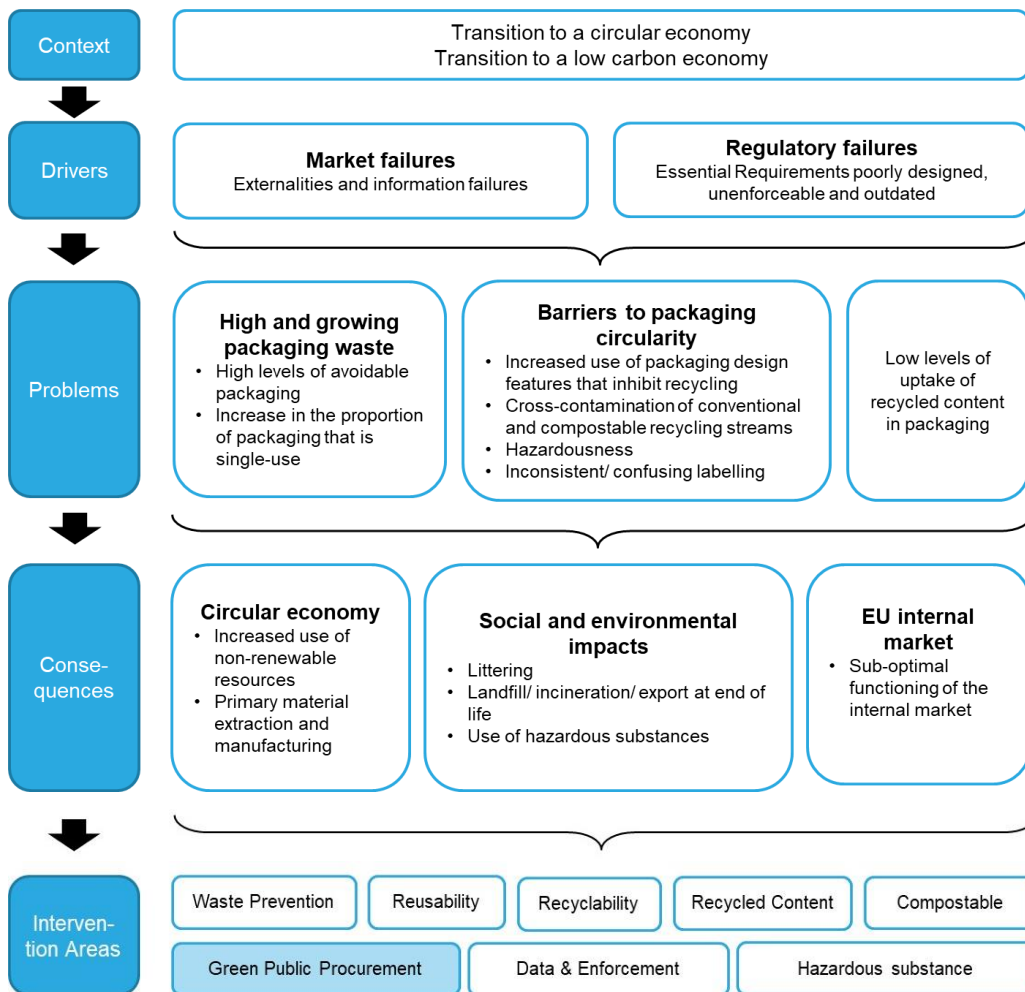 Context
Transition to a circular economy
Transition to a low carbon economy
Drivers
Market failures
Externalities and information failures
Regulatory failures
Essential Requirements poorly designed,
unenforceable and outdated
Problems
High and growing
packaging waste
• High levels of avoidable
packaging
• Increase in the proportion
of packaging that is
single-use
Barriers to packaging
circularity
• Increased use of packaging design
features that inhibit recycling
• Cross-contamination of conventional
and compostable recycling streams
• Hazardousness
• Inconsistent/ confusing labelling
Low levels of
uptake of
recycled content
in packaging
Conse-
quences
Circular economy
• Increased use of
non-renewable
resources
• Primary material
extraction and
manufacturing
Social and environmental
impacts
• Littering
• Landfill/ incineration/ export at end of
life
• Use of hazardous substances
EU internal
market
• Sub-optimal
functioning of the
internal market
Interven-
tion Areas
Waste Prevention
Reusability
Recyclability
Recycled Content
Compostable
Green Public Procurement
Data & Enforcement
Hazardous substance